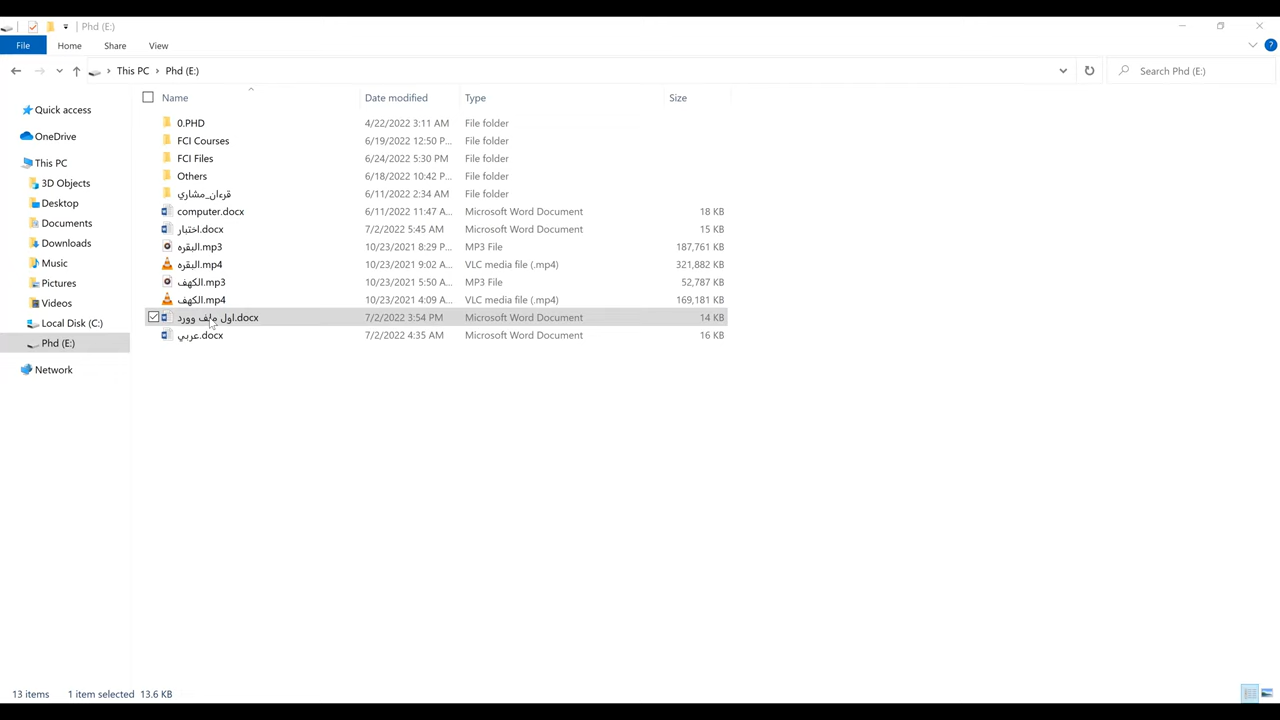 Phd (E:)
File Home Share View
This PC Phd (E:) Search Phd (E:)
Name Date modified Type Size
Quick access
OneDrive
This PC
3D Objects
Desktop
Documents
Downloads
Music
Pictures
Videos
Local Disk (C:)
Phd (E:)
Network
0.PHD 4/22/2022 3:11 AM File folder
FCI Courses 6/19/2022 12:50 P... File folder
FCI Files 6/24/2022 5:30 PM File folder
Others 6/18/2022 10:42 P... File folder
قرءان_مشاري 6/11/2022 2:34 AM File folder
computer.docx 6/11/2022 11:47 A... Microsoft Word Document 18 KB
اختبار.docx 7/2/2022 5:45 AM Microsoft Word Document 15 KB
البقره.mp3 10/23/2021 8:29 P... MP3 File 187,761 KB
البقره.mp4 10/23/2021 9:02 A... VLC media file (.mp4) 321,882 KB
الكهف.mp3 10/23/2021 5:50 A... MP3 File 52,787 KB
الكهف.mp4 10/23/2021 4:09 A... VLC media file (.mp4) 169,181 KB
اول ملف وورد.docx 7/2/2022 3:54 PM Microsoft Word Document 14 KB
عربي.docx 7/2/2022 4:35 AM Microsoft Word Document 16 KB
13 items 1 item selected 13.6 KB